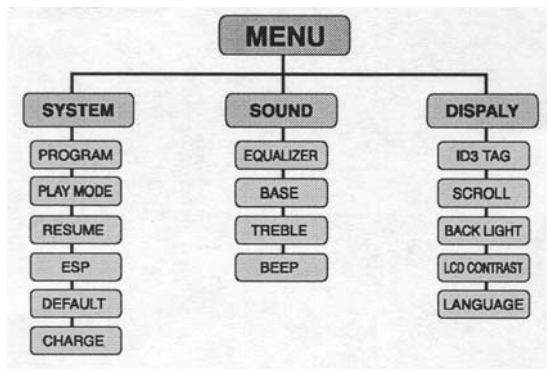 MENU
SYSTEM
SOUND
DISPALY
PROGRAM
EQUALIZER
ID3 TAG
PLAY MODE
BASE
SCROLL
RESUME
TREBLE
BACK LIGHT
ESP
BEEP
LCD CONTRAST
DEFAULT
LANGUAGE
CHARGE